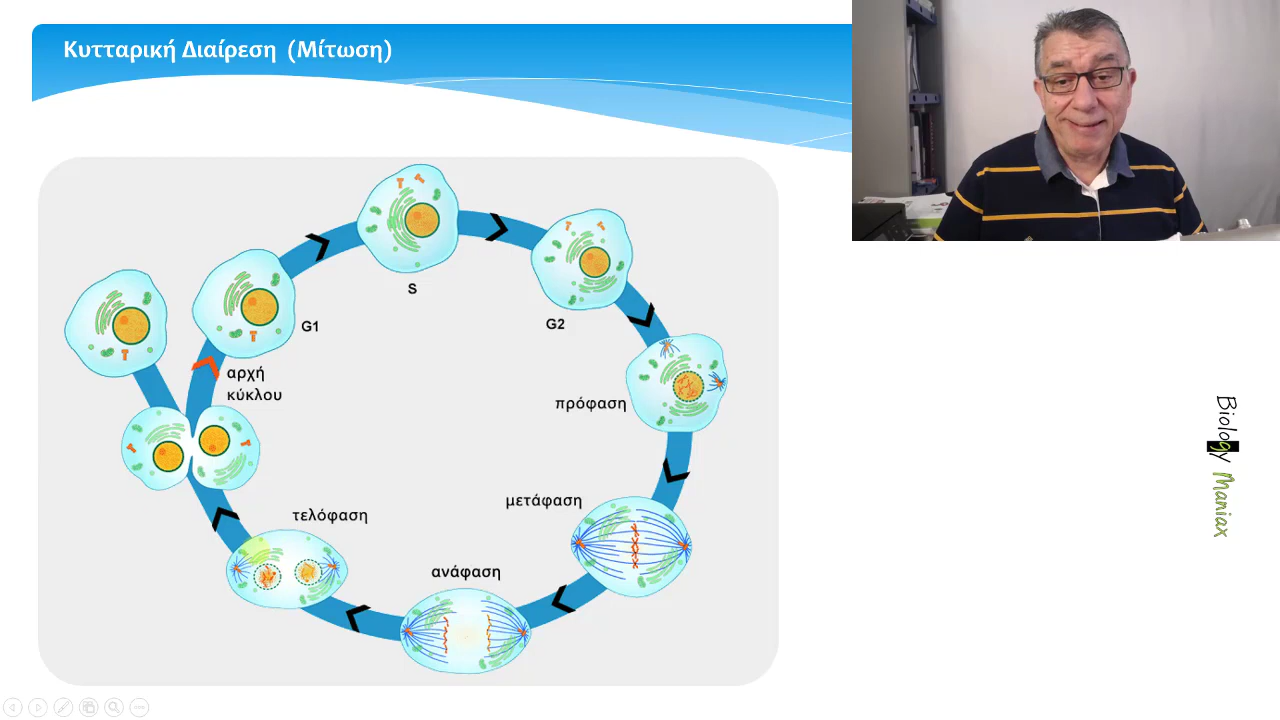 Κυτταρική Διαίρεση (Μίτωση)
S
G2
G1
αρχή
κύκλου
πρόφαση
μετάφαση
τελόφαση
ανάφαση
Biology Maniax